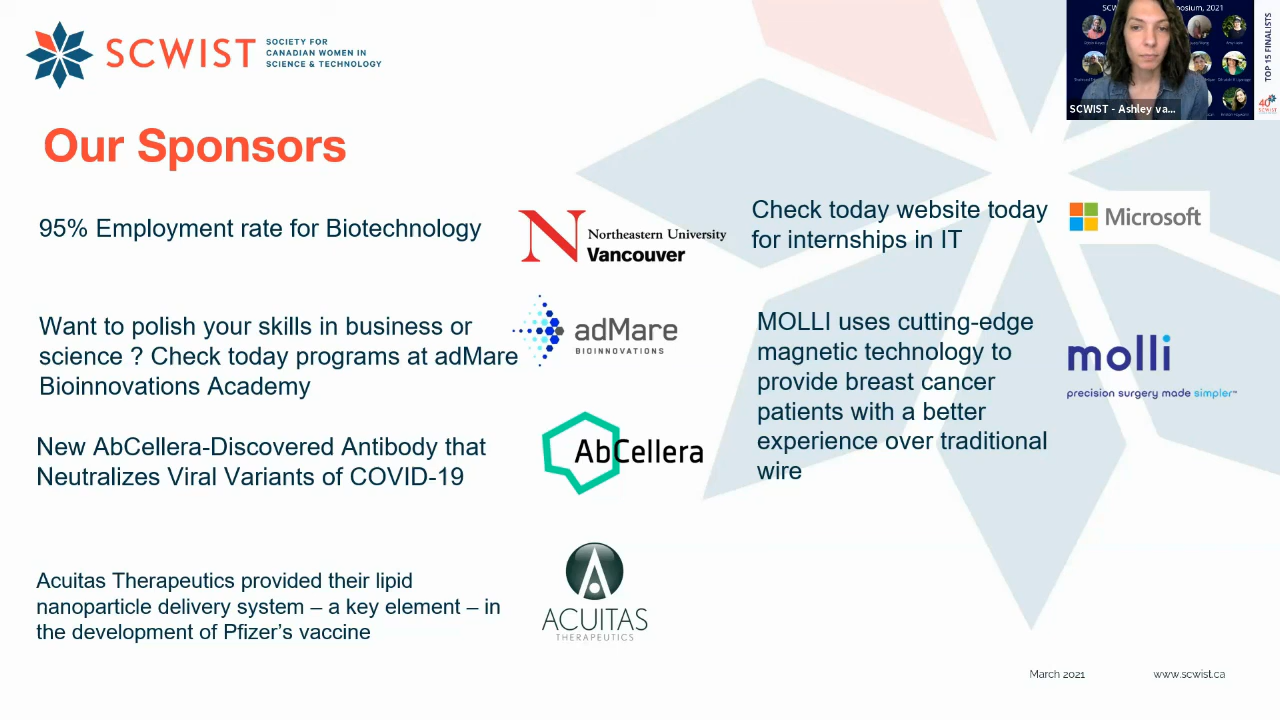 SCWIST
SOCIETY FOR
CANADIAN WOMEN IN
SCIENCE & TECHNOLOGY
Our Sponsors
95% Employment rate for Biotechnology
Northeastern University
Vancouver
Want to polish your skills in business or
science ? Check today programs at adMare
Bioinnovations Academy
adMare
BIOINNOVATIONS
New AbCellera-Discovered Antibody that
Neutralizes Viral Variants of COVID-19
AbCellera
Acuitas Therapeutics provided their lipid
nanoparticle delivery system – a key element – in
the development of Pfizer's vaccine
ACUITAS
THERAPEUTICS
Check today website today
for internships in IT
Microsoft
MOLLI uses cutting-edge
magnetic technology to
provide breast cancer
patients with a better
experience over traditional
wire
molli
precision surgery made simpler™
March 2021
www.scwist.ca
2021
TOP 15 FINALISTS
SCWIST - Ashley va...
40